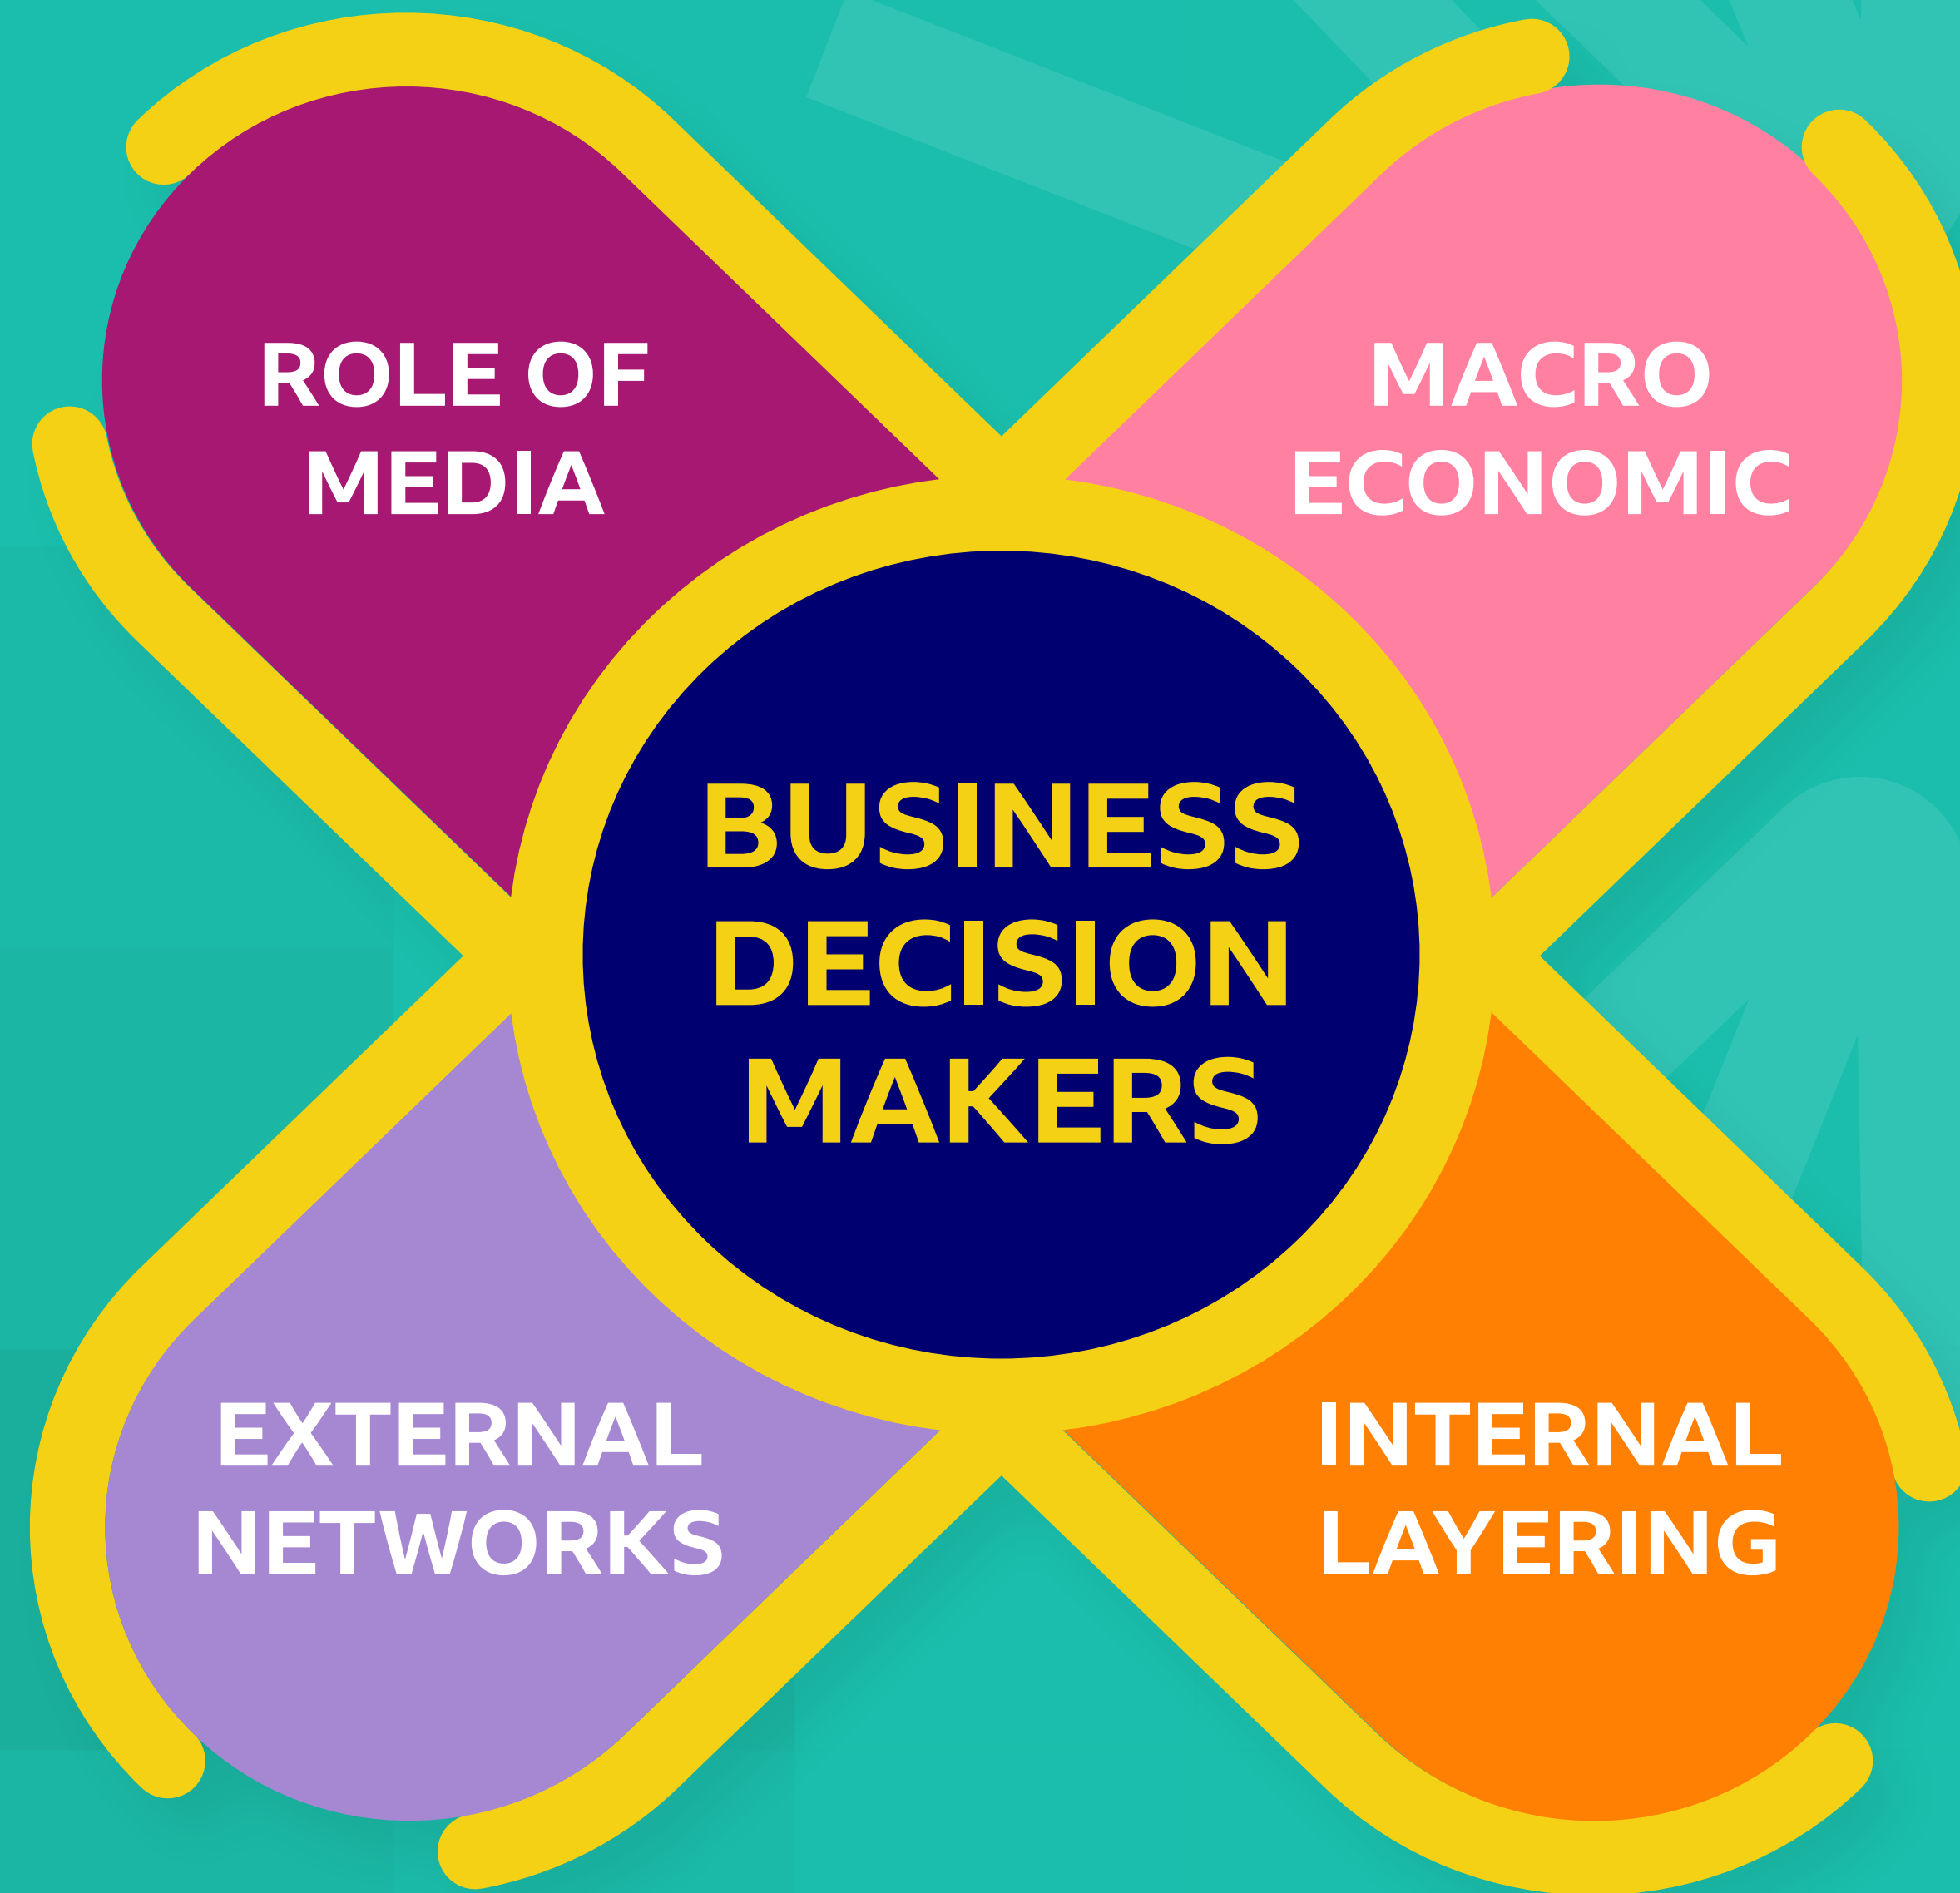 ROLE OF
MEDIA
MACRO
ECONOMIC
BUSINESS
DECISION
MAKERS
EXTERNAL
NETWORKS
INTERNAL
LAYERING